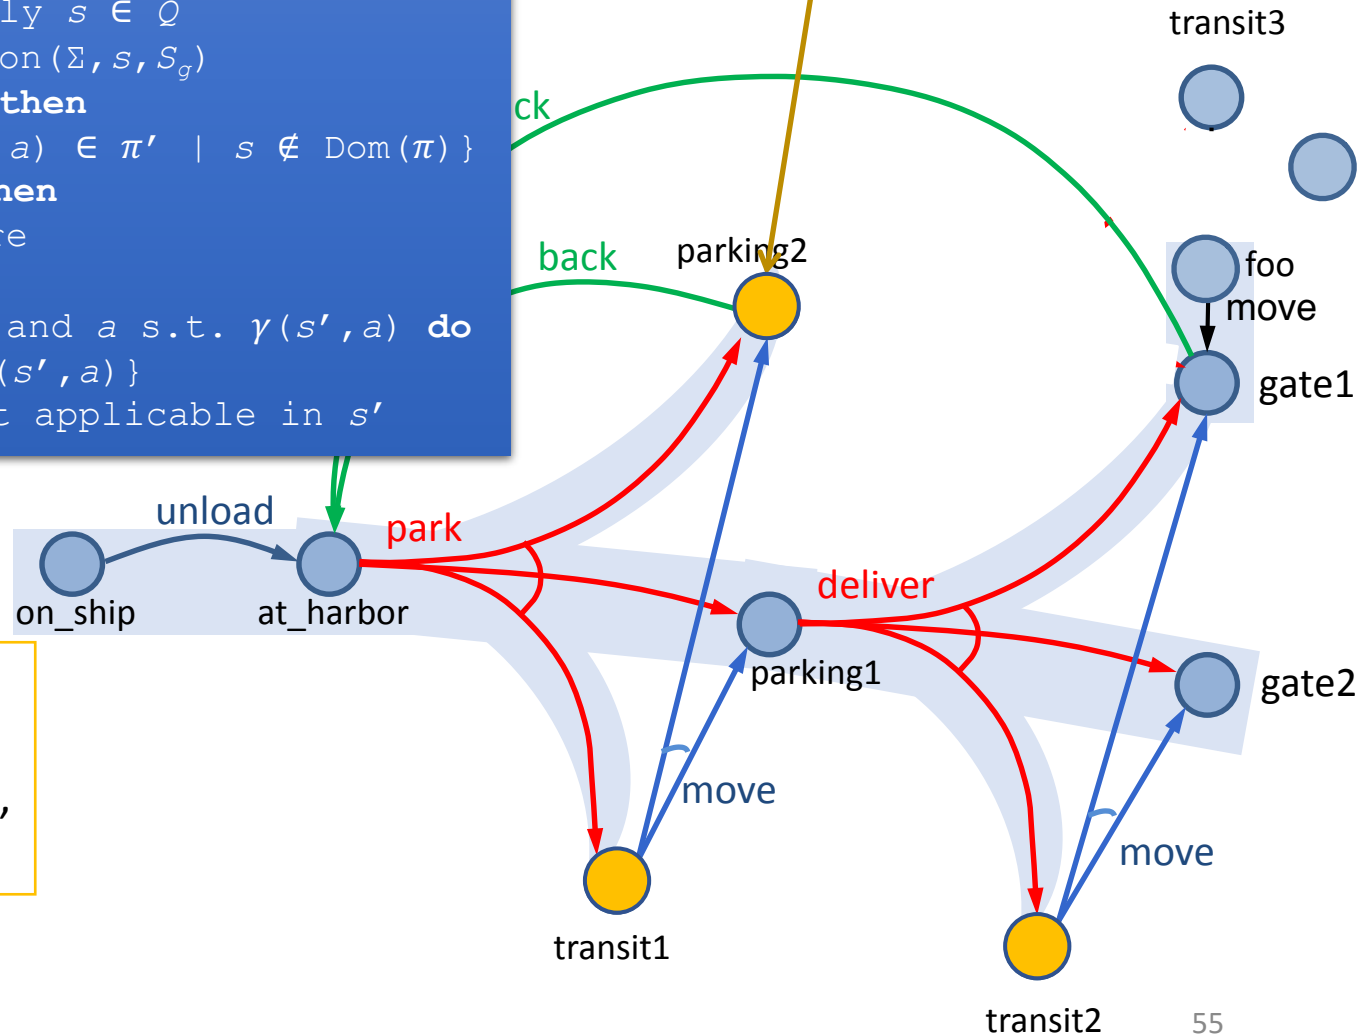 ly s ∈ Q
on(Σ,s,S_g)
then
a) ∈ π′ | s ∉ Dom(π)}
hen
re
and a s.t. γ(s′,a) do
(s′,a)}
t applicable in s′
transit3
ck
back
parking2
foo
move
gate1
unload
park
on_ship
at_harbor
deliver
parking1
gate2
move
,
move
transit1
transit2
55